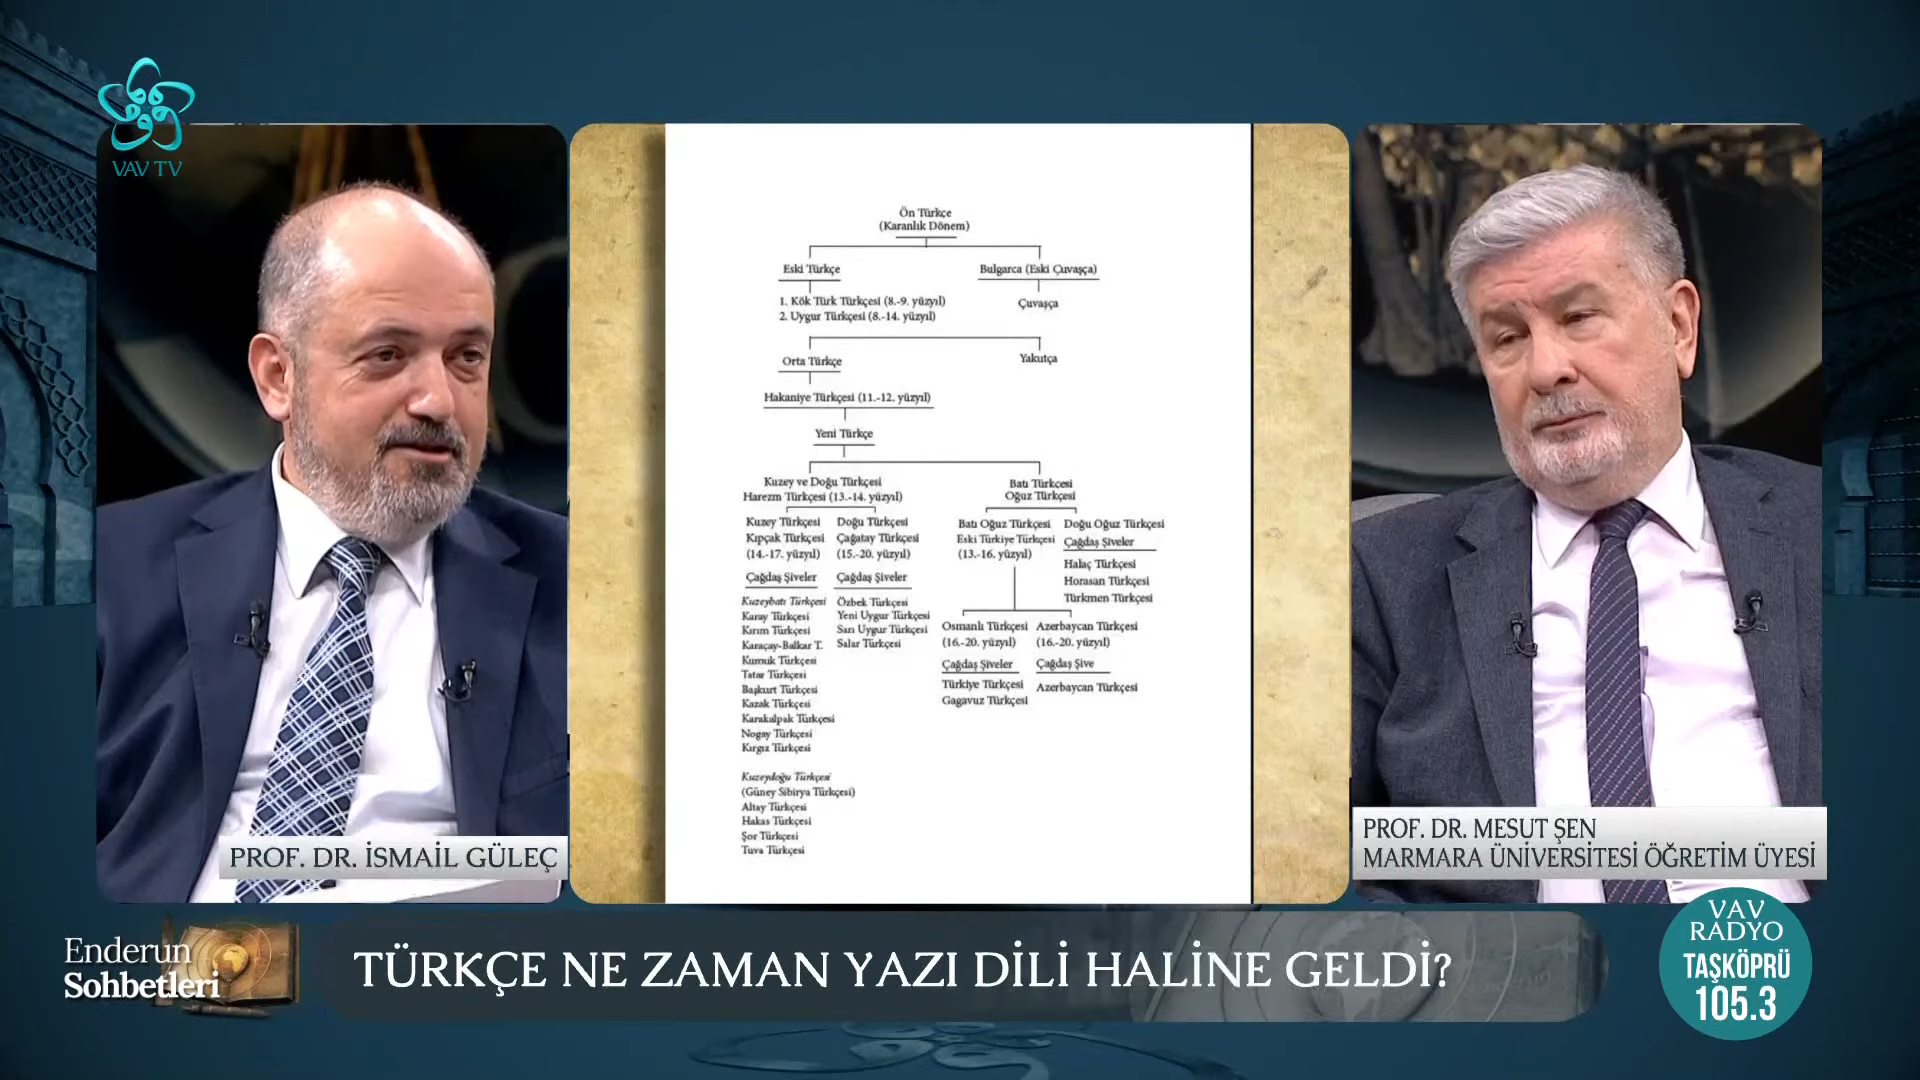 VAV TV
Ön Türkçe
(Karanlık Dönem)
Eski Türkçe
Bulgarca (Eski Çuvaşça)
1. Kök Türk Türkçesi (8.-9. yüzyıl)
2. Uygur Türkçesi (8.-14. yüzyıl)
Çuvaşça
Orta Türkçe
Yakutça
Hakaniye Türkçesi (11.-12. yüzyıl)
Yeni Türkçe
Kuzey ve Doğu Türkçesi
Harezm Türkçesi (13.-14. yüzyıl)
Batı Türkçesi
Oğuz Türkçesi
Kuzey Türkçesi
Kıpçak Türkçesi
(14.-17. yüzyıl)
Çağdaş Şiveler
Kuzeybatı Türkçesi
Karay Türkçesi
Kırım Türkçesi
Karaçay-Balkar T.
Kumuk Türkçesi
Tatar Türkçesi
Başkurt Türkçesi
Kazak Türkçesi
Karakalpak Türkçesi
Nogay Türkçesi
Kırgız Türkçesi
Kuzeydoğu Türkçesi
(Güney Sibirya Türkçesi)
Altay Türkçesi
Hakas Türkçesi
Şor Türkçesi
Tuva Türkçesi
Doğu Türkçesi
Çağatay Türkçesi
(15.-20. yüzyıl)
Çağdaş Şiveler
Özbek Türkçesi
Yeni Uygur Türkçesi
Sarı Uygur Türkçesi
Salar Türkçesi
Batı Oğuz Türkçesi
Eski Türkiye Türkçesi
(13.-16. yüzyıl)
Doğu Oğuz Türkçesi
Çağdaş Şiveler
Halaç Türkçesi
Horasan Türkçesi
Türkmen Türkçesi
Osmanlı Türkçesi
(16.-20. yüzyıl)
Çağdaş Şiveler
Türkiye Türkçesi
Gagavuz Türkçesi
Azerbaycan Türkçesi
(16.-20. yüzyıl)
Çağdaş Şive
Azerbaycan Türkçesi
PROF. DR. İSMAİL GÜLEÇ
PROF. DR. MESUT ŞEN
MARMARA ÜNİVERSİTESİ ÖĞRETİM ÜYESİ
Enderun
Sohbetleri
TÜRKÇE NE ZAMAN YAZI DİLİ HALİNE GELDİ?
VAV
RADYO
TAŞKÖPRÜ
105.3